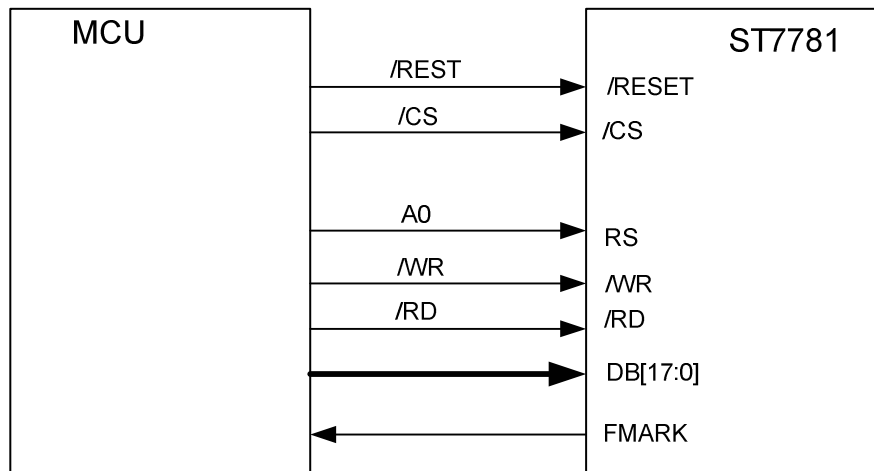 MCU
ST7781
/REST
/RESET
/CS
/CS
A0
RS
/WR
/WR
/RD
/RD
DB[17:0]
FMARK